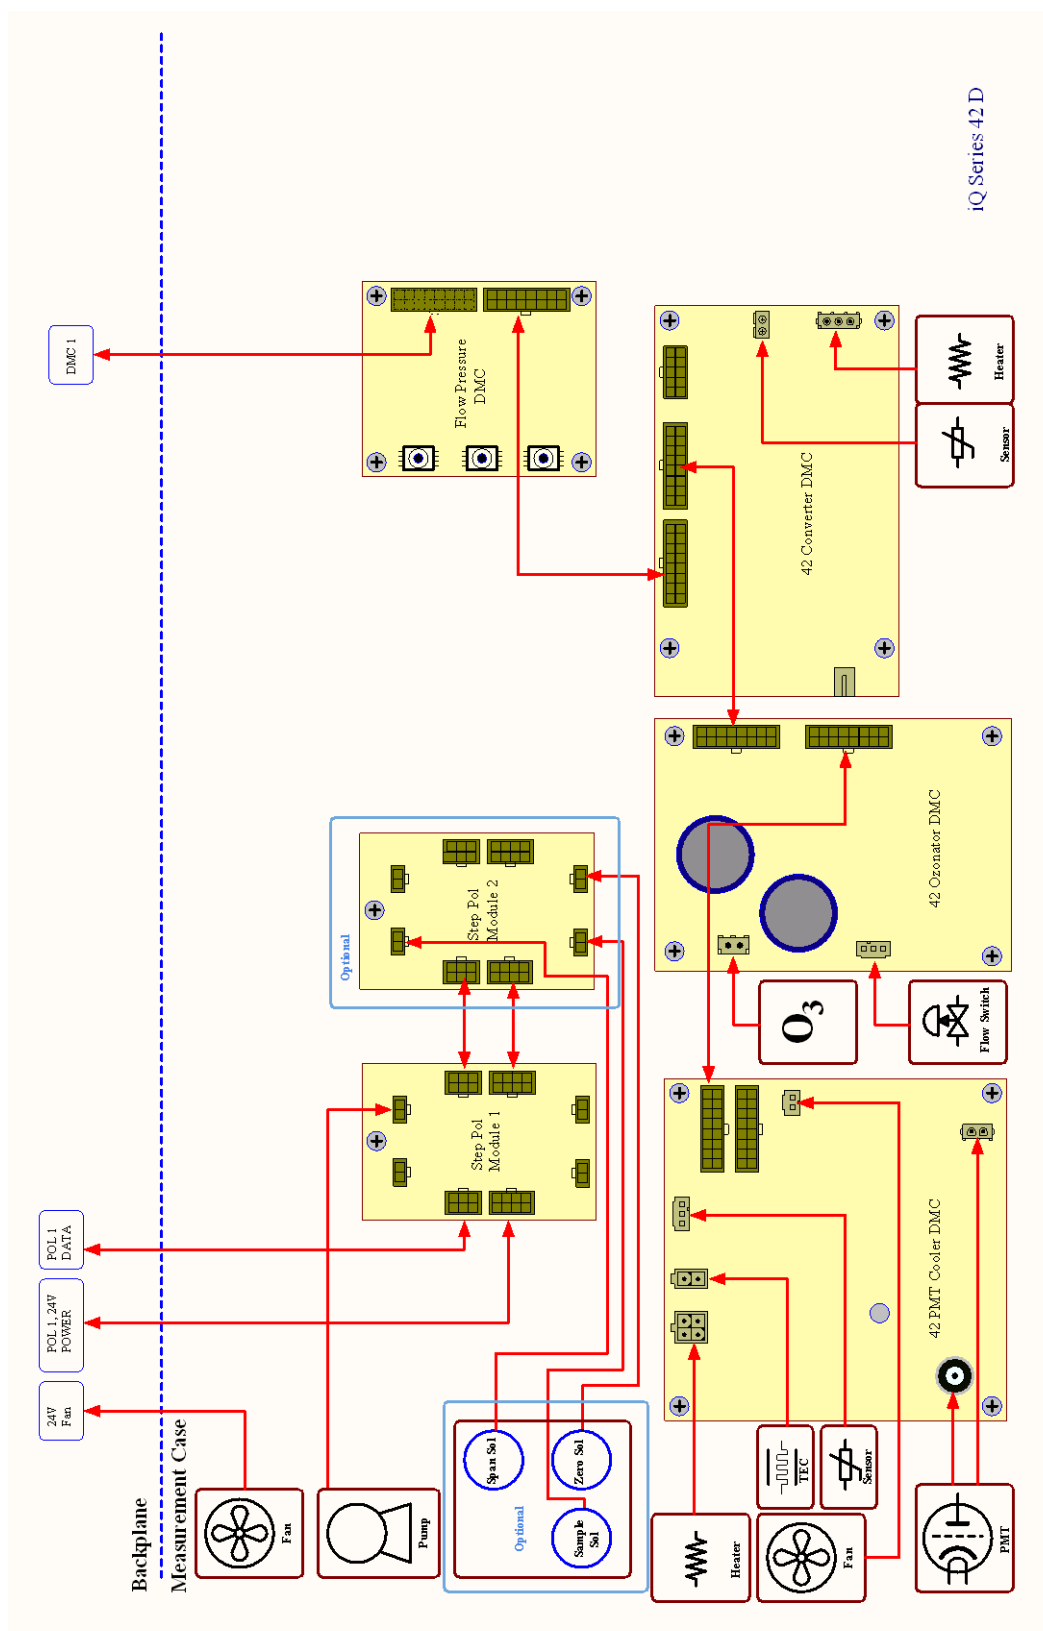 Backplane
Measurement Case
24V
Fan
POL 1, 24V
POWER
POL 1
DATA
DMC 1
Fan
Pump
Optional
Span Sol
Sample
Sol
Zero Sol
Step Pol
Module 1
Optional
Step Pol
Module 2
Flow Pressure
DMC
Heater
Fan
TEC
Sensor
PMT
42 PMT Cooler DMC
O3
Flow Switch
42 Ozonator DMC
42 Converter DMC
Sensor
Heater
iQ Series 42 D